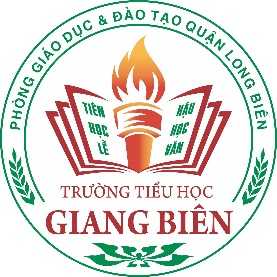 PHÒNG GIÁO DỤC & ĐÀO TẠO QUẬN LONG BIÊN
TIÊN
HỌC
LỄ
HẬU
HỌC
VĂN
TRƯỜNG TIỂU HỌC
GIANG BIÊN